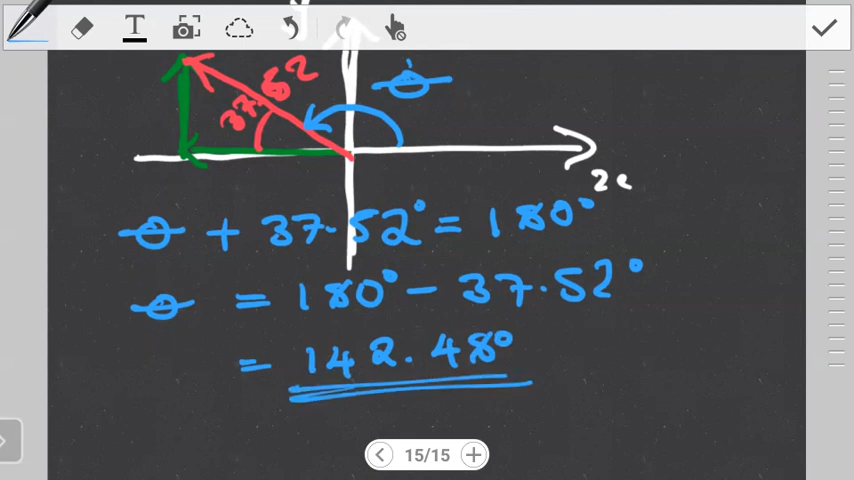 T
y
37.52
θ
x
θ + 37.52° = 180°
θ = 180° - 37.52°
= 142.48°
15/15